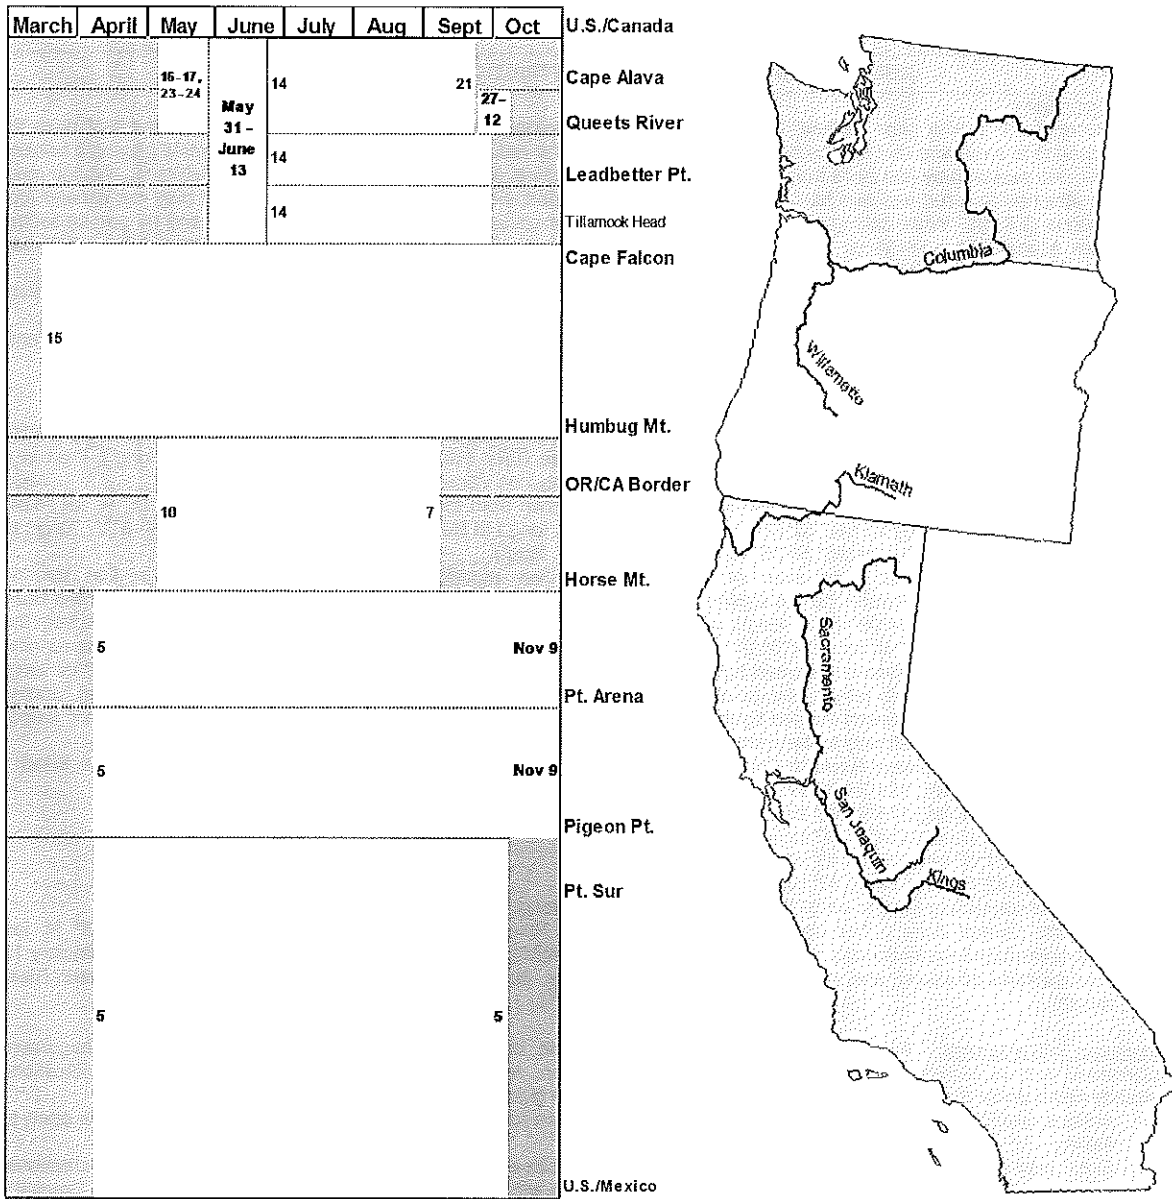 March April May June July Aug Sept Oct
U.S./Canada
16-17,
23-24
May
31 -
June
13
14
21
27-
12
Cape Alava
Queets River
14
Leadbetter Pt.
14
Tillamook Head
Cape Falcon
15
Humbug Mt.
OR/CA Border
10
7
Horse Mt.
5
Nov 9
Pt. Arena
5
Nov 9
Pigeon Pt.
Pt. Sur
5
5
U.S./Mexico
Columbia
Willamette
Klamath
Sacramento
San Joaquin
Kings